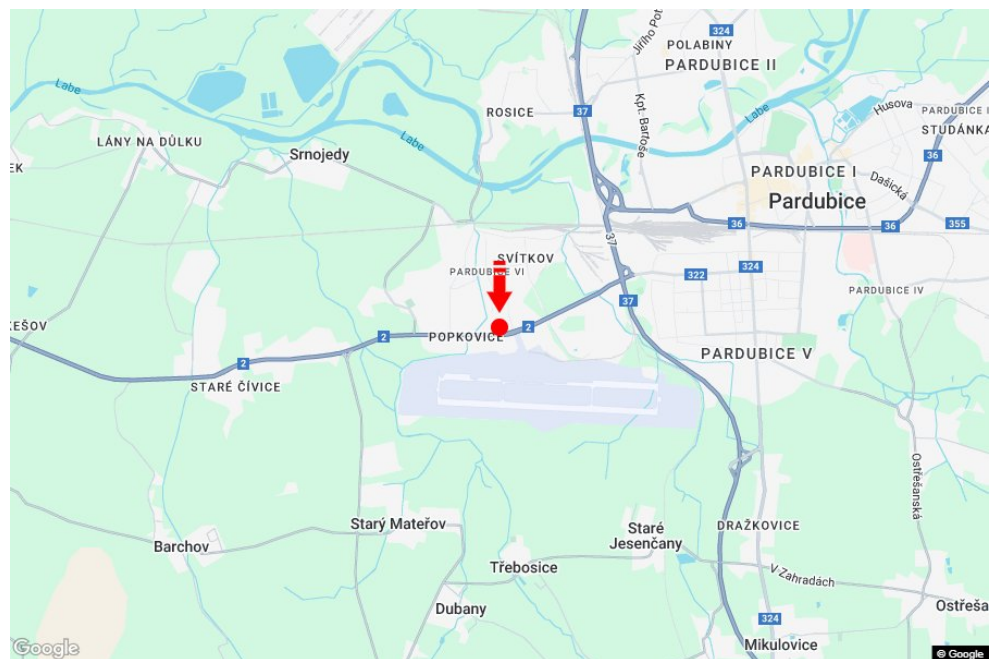 324
POLABINY
PARDUBICE II
Jiřího Pot
Kpt. Bartoše
Labe
Labe
Labe
Husova
PARDUBICE I
STUDÁNKA
37
ROSICE
LÁNY NA DŮLKU
Srnojedy
EK
36
PARDUBICE I
Dašická
Pardubice
36
36
355
37
SVÍTKOV
PARDUBICE VI
322
324
PARDUBICE IV
37
KEŠOV
2
POPKOVICE
2
2
STARÉ ČÍVICE
PARDUBICE V
Ostřešanská
Starý Mateřov
Staré
Jesenčany
DRAŽKOVICE
Barchov
Třebosice
V Zahradách
Dubany
Ostřeša
324
Mikulovice
Google
© Google